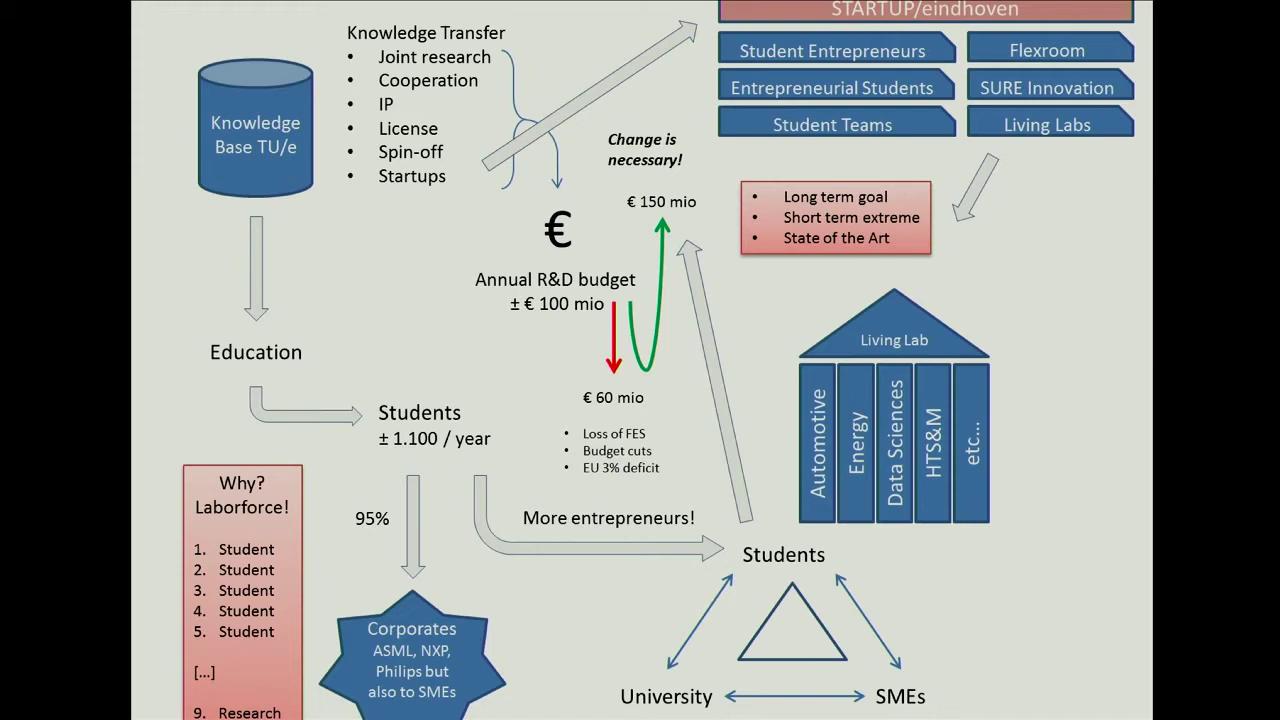 STARTUP/eindhoven
Knowledge Transfer
• Joint research
• Cooperation
• IP
• License
• Spin-off
• Startups
Knowledge
Base TU/e
Student Entrepreneurs
Flexroom
Entrepreneurial Students
SURE Innovation
Student Teams
Living Labs
Change is
necessary!
€ 150 mio
• Long term goal
• Short term extreme
• State of the Art
€
Annual R&D budget
± € 100 mio
€ 60 mio
• Loss of FES
• Budget cuts
• EU 3% deficit
Living Lab
Automotive
Energy
Data Sciences
HTS&M
etc...
Education
Students
± 1.100 / year
Why?
Laborforce!
1. Student
2. Student
3. Student
4. Student
5. Student
[...]
9. Research
95%
More entrepreneurs!
Corporates
ASML, NXP,
Philips but
also to SMEs
Students
University
SMEs